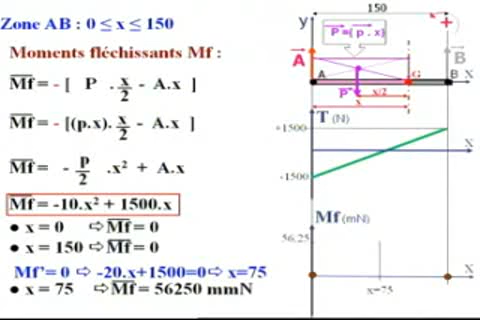 Zone AB : 0 ≤ x ≤ 150
Moments fléchissants Mf :
Mf = - [ P . x/2 - A.x ]
Mf = - [(p.x). x/2 - A.x ]
Mf = - p/2 .x² + A.x
Mf = -10.x² + 1500.x
● x = 0 ⇨ Mf = 0
● x = 150 ⇨ Mf = 0
Mf'= 0 ⇨ -20.x+1500=0 ⇨ x=75
● x = 75 ⇨ Mf = 56250 mmN
150
y
+
P=(p . x)
A
B
A
G
B
X
P
x/2
x
T (N)
+1500
X
-1500
Mf (mN)
56.25
X
x=75